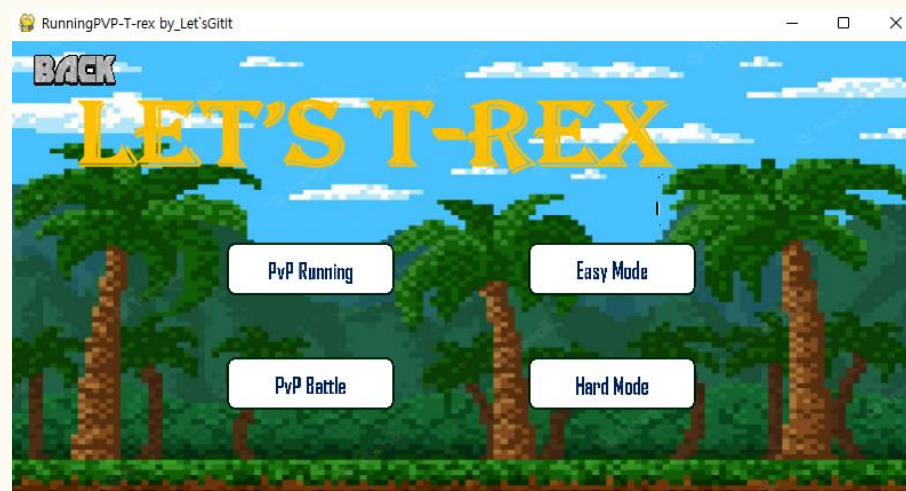 RunningPVP-T-rex by_Let`sGitIt
BACK
LET'S T-REX
PvP Running
Easy Mode
PvP Battle
Hard Mode